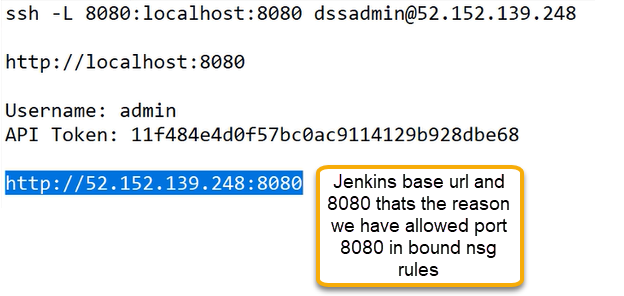 ssh -L 8080:localhost:8080 dssadmin@52.152.139.248
http://localhost:8080
Username: admin
API Token: 11f484e4d0f57bc0ac9114129b928dbe68
http://52.152.139.248:8080
Jenkins base url and
8080 thats the reason
we have allowed port
8080 in bound nsg
rules